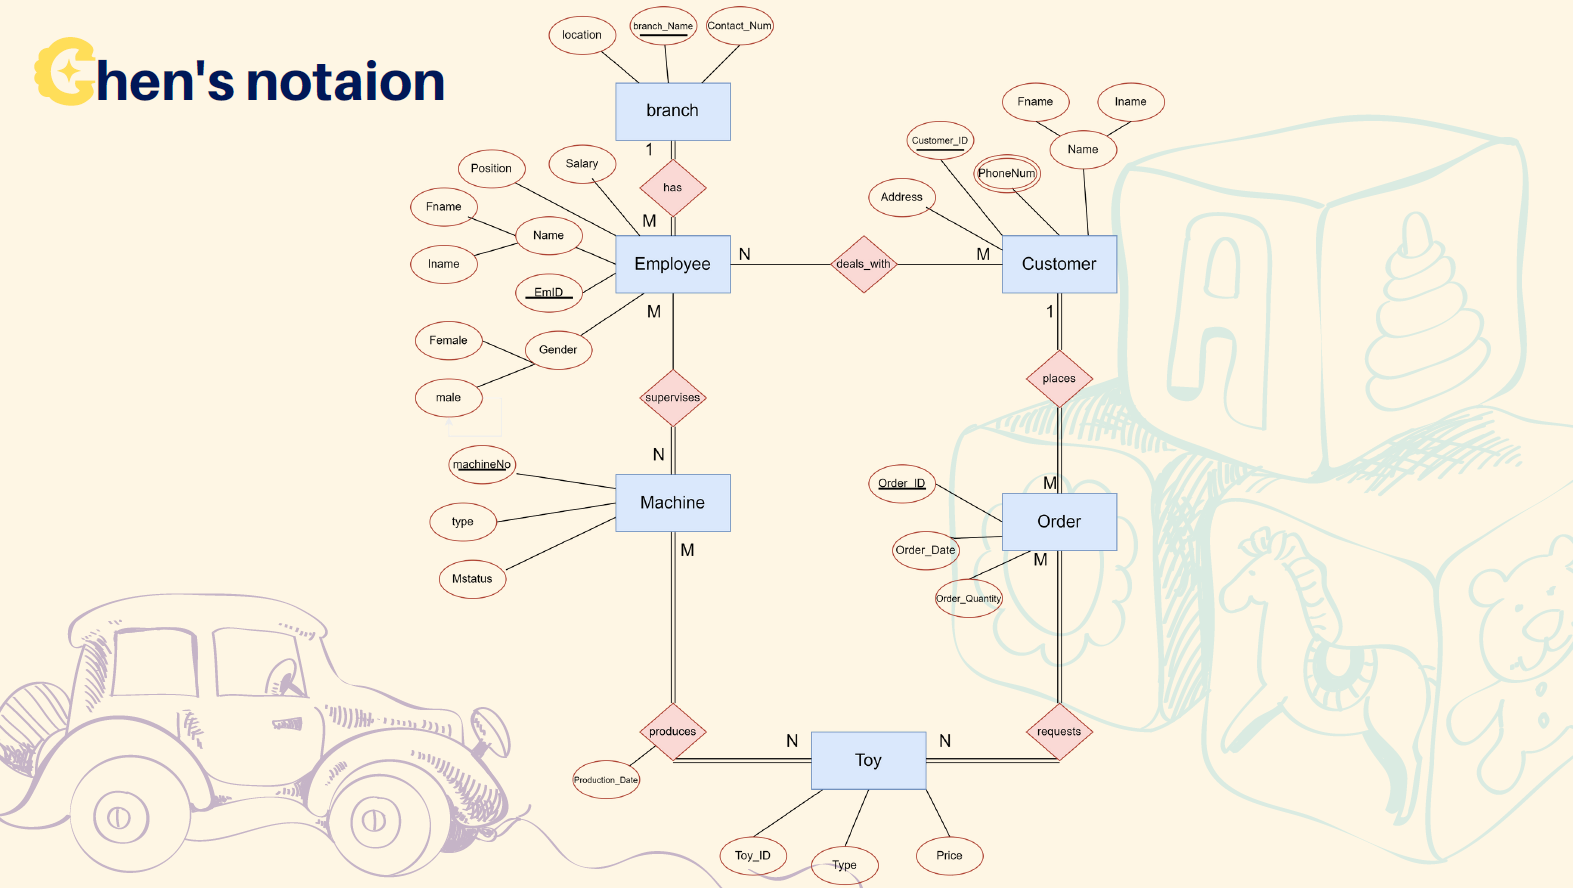 Chen's notaion
location
branch_Name
Contact_Num
branch
1
has
M
Position
Salary
Fname
Name
lname
EmID
Employee
Gender
Female
male
N
deals_with
M
Customer
Address
Customer_ID
PhoneNum
Name
Fname
lname
M
supervises
N
machineNo
type
Mstatus
Machine
M
produces
Production_Date
N
Toy
N
Toy_ID
Type
Price
1
places
M
Order
Order_ID
Order_Date
Order_Quantity
M
requests
A